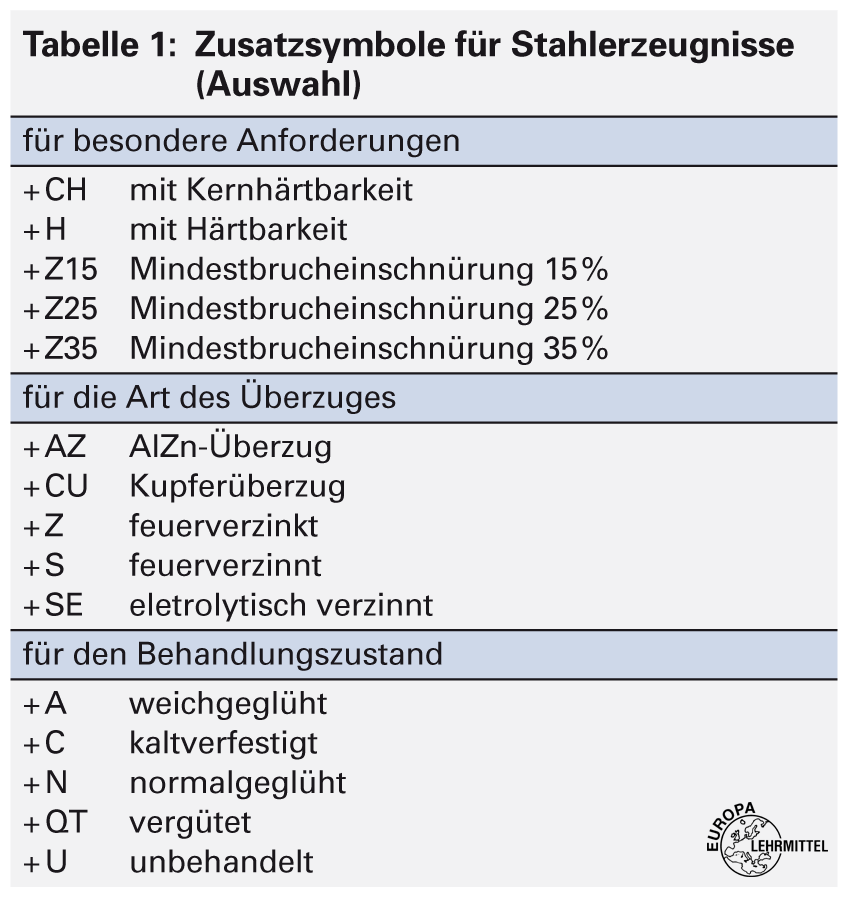 Tabelle 1: Zusatzsymbole für Stahlerzeugnisse
(Auswahl)
für besondere Anforderungen
+CH mit Kernhärtbarkeit
+H mit Härtbarkeit
+Z15 Mindestbrucheinschnürung 15%
+Z25 Mindestbrucheinschnürung 25%
+Z35 Mindestbrucheinschnürung 35%
für die Art des Überzuges
+AZ AlZn-Überzug
+CU Kupferüberzug
+Z feuerverzinkt
+S feuerverzinnt
+SE eletrolytisch verzinnt
für den Behandlungszustand
+A weichgeglüht
+C kaltverfestigt
+N normalgeglüht
+QT vergütet
+U unbehandelt
EUROPA
LEHRMITTEL